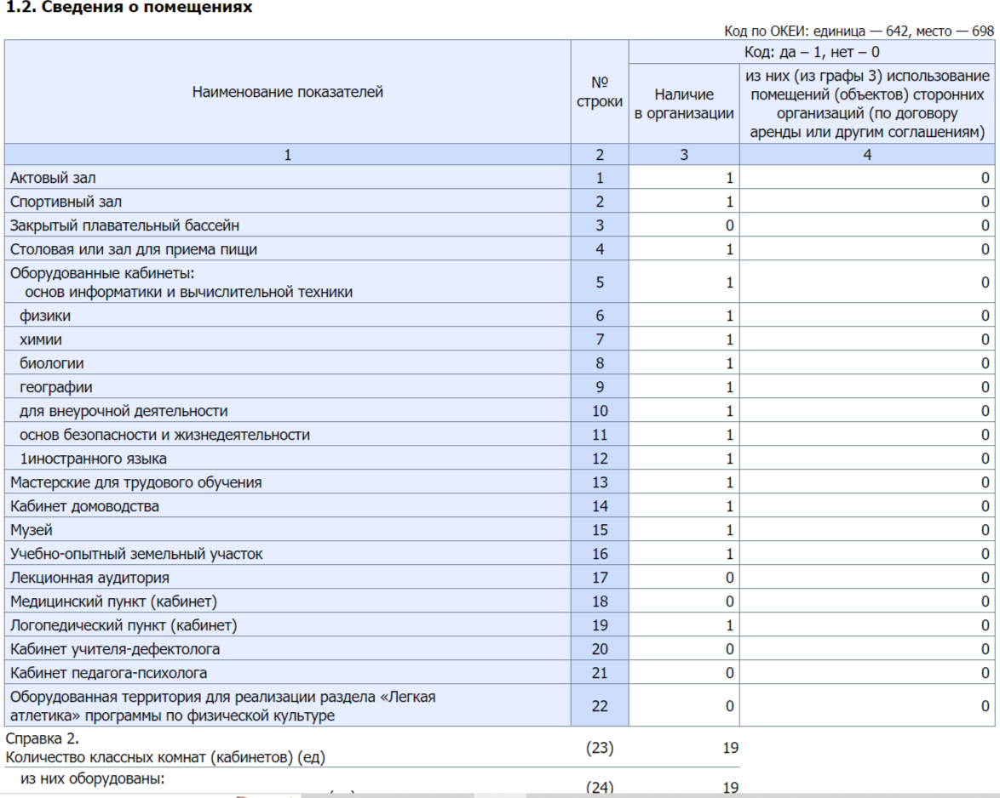 1.2. Сведения о помещениях
Код по ОКЕИ: единица — 642, место — 698
Наименование показателей
№
строки
Код: да – 1, нет – 0
Наличие
в организации
из них (из графы 3) использование
помещений (объектов) сторонних
организаций (по договору
аренды или другим соглашениям)
1 2 3 4
Актовый зал 1 1 0
Спортивный зал 2 1 0
Закрытый плавательный бассейн 3 0 0
Столовая или зал для приема пищи 4 1 0
Оборудованные кабинеты:
основ информатики и вычислительной техники 5 1 0
физики 6 1 0
химии 7 1 0
биологии 8 1 0
географии 9 1 0
для внеурочной деятельности 10 1 0
основ безопасности и жизнедеятельности 11 1 0
1иностранного языка 12 1 0
Мастерские для трудового обучения 13 1 0
Кабинет домоводства 14 1 0
Музей 15 1 0
Учебно-опытный земельный участок 16 1 0
Лекционная аудитория 17 0 0
Медицинский пункт (кабинет) 18 0 0
Логопедический пункт (кабинет) 19 1 0
Кабинет учителя-дефектолога 20 0 0
Кабинет педагога-психолога 21 0 0
Оборудованная территория для реализации раздела «Легкая
атлетика» программы по физической культуре 22 0 0
Справка 2.
Количество классных комнат (кабинетов) (ед) (23) 19
из них оборудованы:
(24) 19